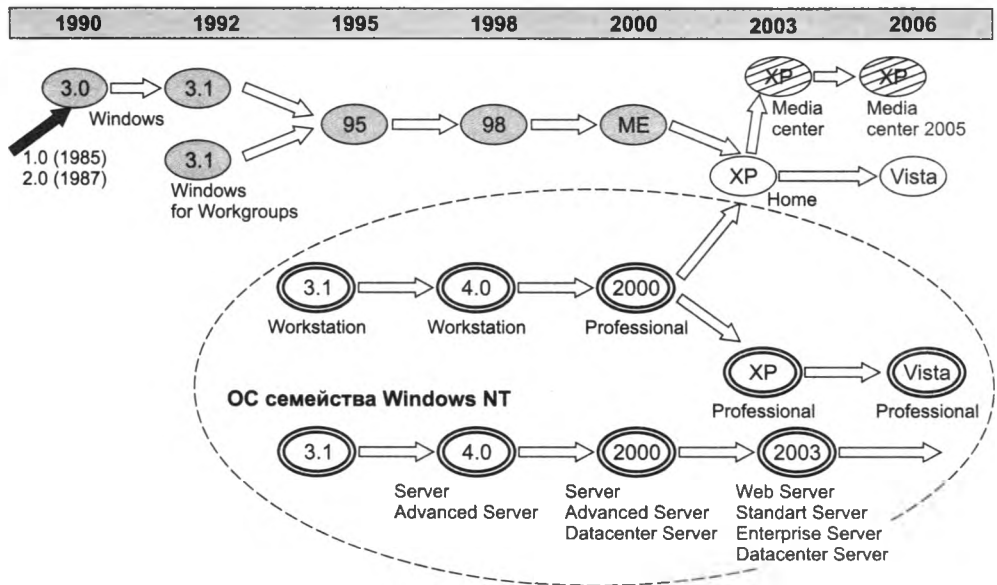 1990 1992 1995 1998 2000 2003 2006
3.0 3.1 XP XP
Windows
Media center
Media center 2005
1.0 (1985)
2.0 (1987)
95 98 ME
3.1
Windows
for Workgroups
XP Vista
Home
3.1 4.0 2000
Workstation Workstation Professional
XP Vista
Professional Professional
ОС семейства Windows NT
3.1 4.0 2000 2003
Server
Advanced Server
Server
Advanced Server
Datacenter Server
Web Server
Standart Server
Enterprise Server
Datacenter Server